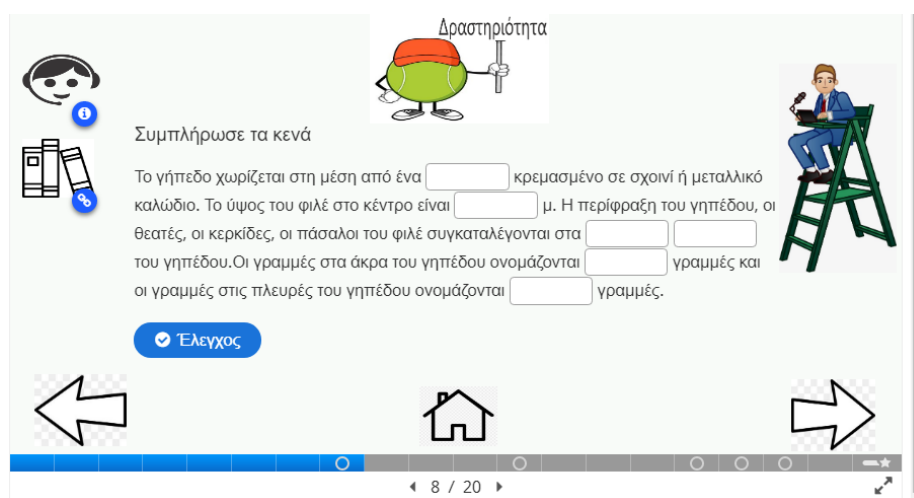 Δραστηριότητα
Συμπλήρωσε τα κενά
Το γήπεδο χωρίζεται στη μέση από ένα κρεμασμένο σε σχοινί ή μεταλλικό
καλώδιο. Το ύψος του φιλέ στο κέντρο είναι μ. Η περίφραξη του γηπέδου, οι
θεατές, οι κερκίδες, οι πάσαλοι του φιλέ συγκαταλέγονται στα
του γηπέδου.Οι γραμμές στα άκρα του γηπέδου ονομάζονται γραμμές και
οι γραμμές στις πλευρές του γηπέδου ονομάζονται γραμμές.
Έλεγχος
8 / 20